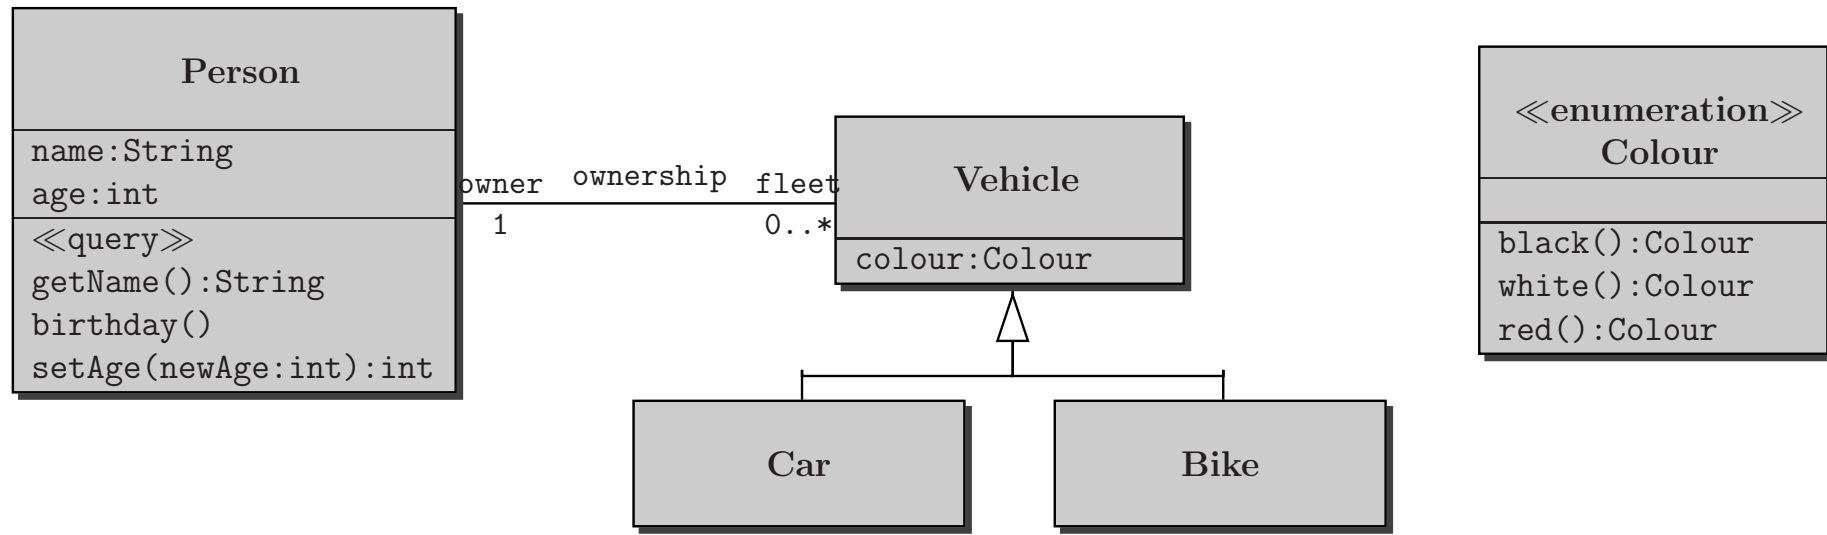 Person
name:String
age:int
≪query≫
getName():String
birthday()
setAge(newAge:int):int
owner ownership fleet
1 0..*
Vehicle
colour:Colour
Car
Bike
≪enumeration≫
Colour
black():Colour
white():Colour
red():Colour